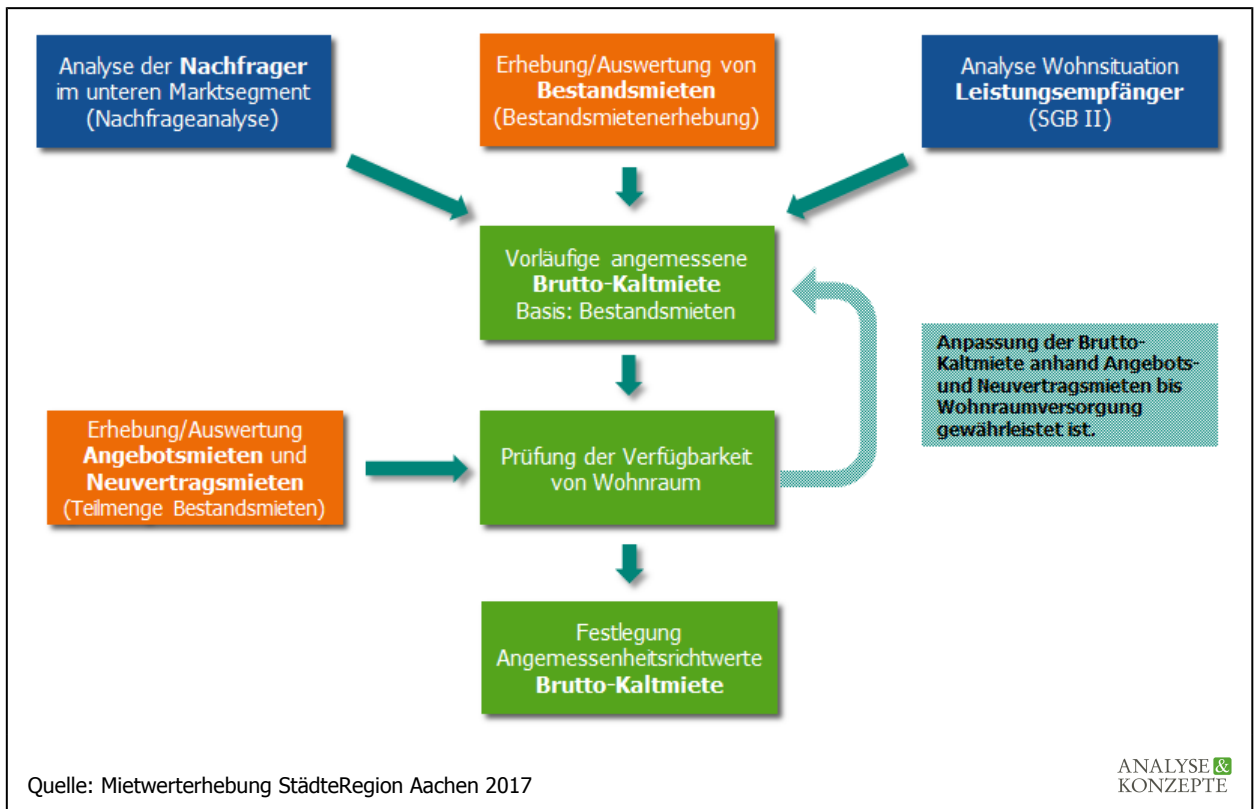 Analyse der Nachfrager
im unteren Marktsegment
(Nachfrageanalyse)
Erhebung/Auswertung von
Bestandsmieten
(Bestandsmietenerhebung)
Analyse Wohnsituation
Leistungsempfänger
(SGB II)
Vorläufige angemessene
Brutto-Kaltmiete
Basis: Bestandsmieten
Anpassung der Brutto-
Kaltmiete anhand Angebots-
und Neuvertragsmieten bis
Wohnraumversorgung
gewährleistet ist.
Erhebung/Auswertung
Angebotsmieten und
Neuvertragsmieten
(Teilmenge Bestandsmieten)
Prüfung der Verfügbarkeit
von Wohnraum
Festlegung
Angemessenheitsrichtwerte
Brutto-Kaltmiete
Quelle: Mietwerterhebung StädteRegion Aachen 2017
ANALYSE &
KONZEPTE